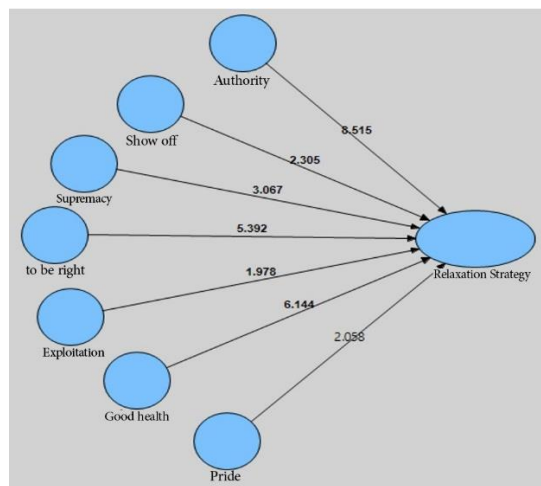 Authority
8.515
Show off
2.305
Supremacy
3.067
to be right
5.392
Relaxation Strategy
1.978
Exploitation
6.144
Good health
2.058
Pride